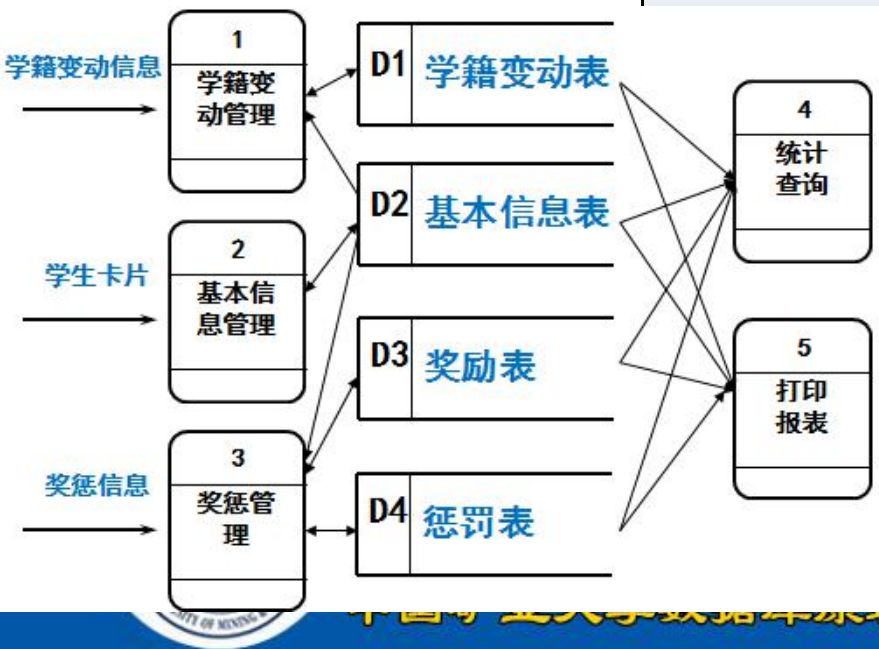 学籍变动信息
1
学籍变
动管理
D1 学籍变动表
D2 基本信息表
学生卡片
2
基本信
息管理
D3 奖励表
奖惩信息
3
奖惩管
理
D4 惩罚表
4
统计
查询
5
打印
报表
OF MINING &